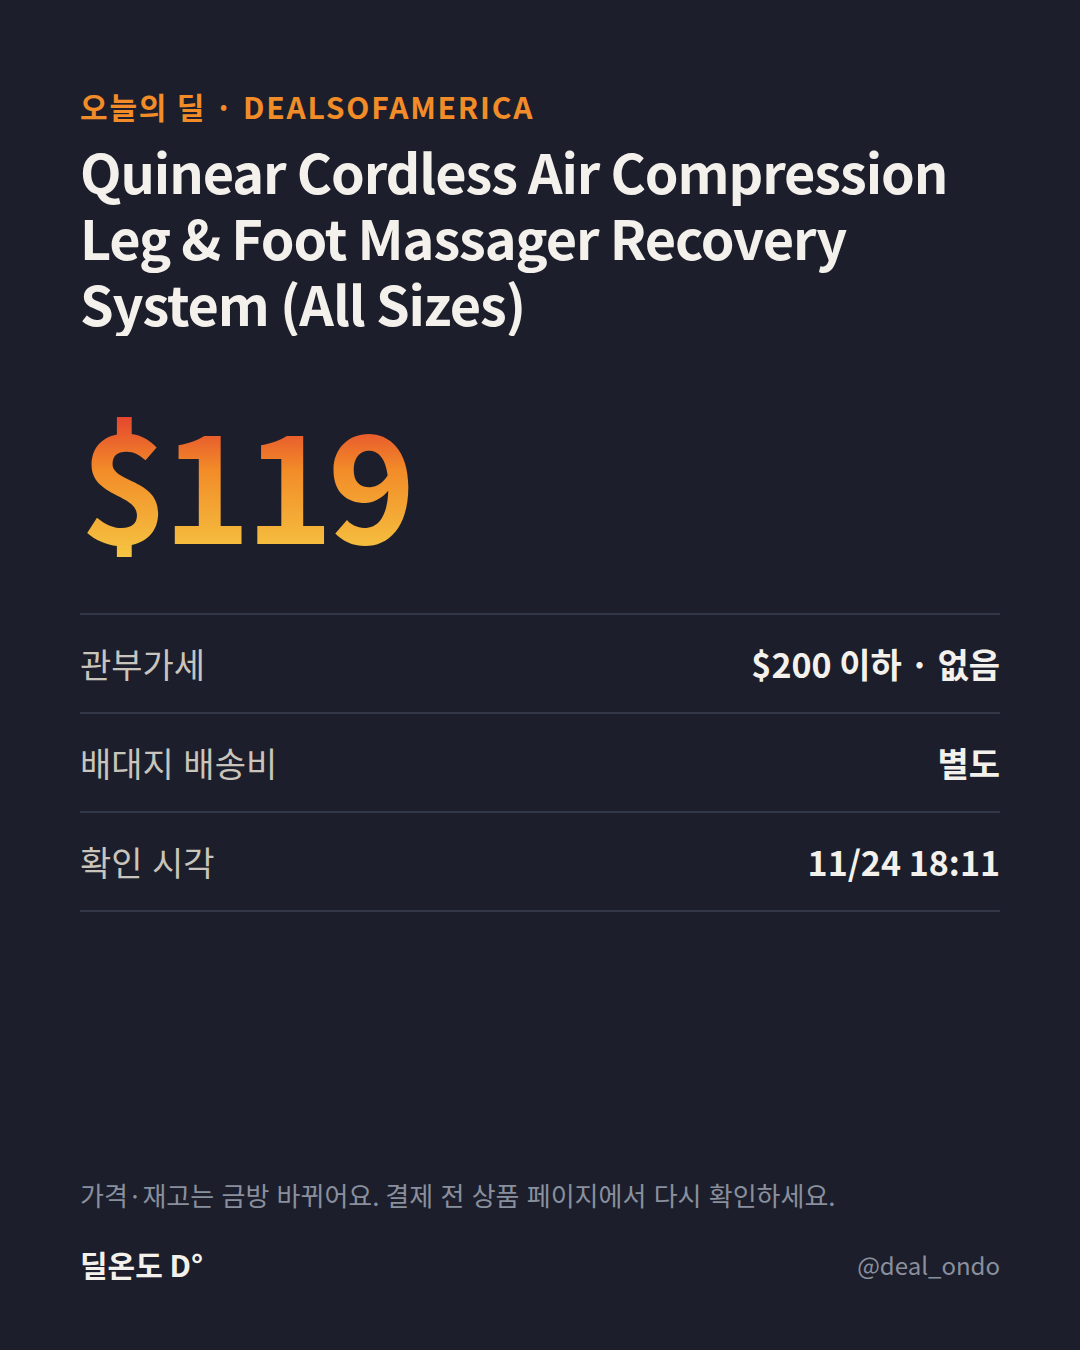 오늘의 딜 · DEALSOFAMERICA
Quinear Cordless Air Compression
Leg & Foot Massager Recovery
System (All Sizes)
$119
관부가세 $200 이하 · 없음
배대지 배송비 별도
확인 시각 11/24 18:11
가격·재고는 금방 바뀌어요. 결제 전 상품 페이지에서 다시 확인하세요.
딜온도 D° @deal_ondo